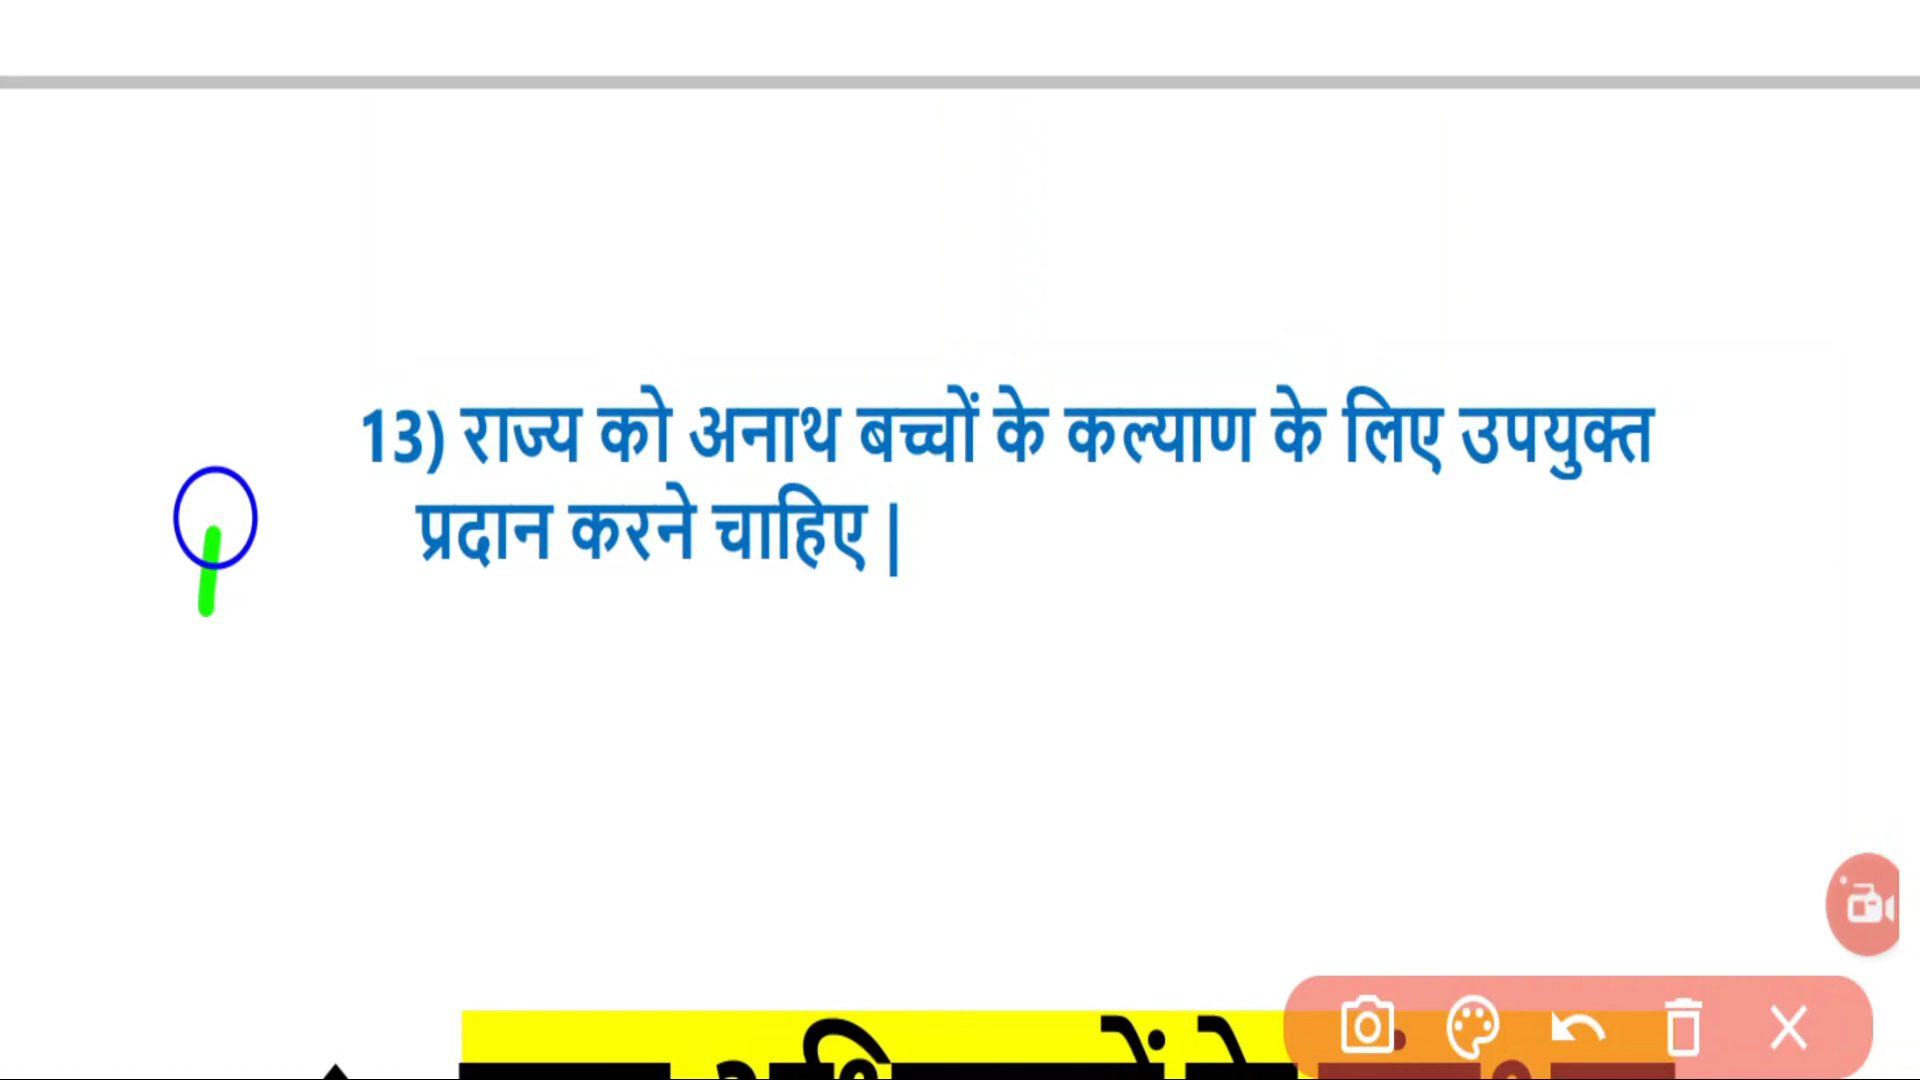 13) राज्य को अनाथ बच्चों के कल्याण के लिए उपयुक्त
प्रदान करने चाहिए |